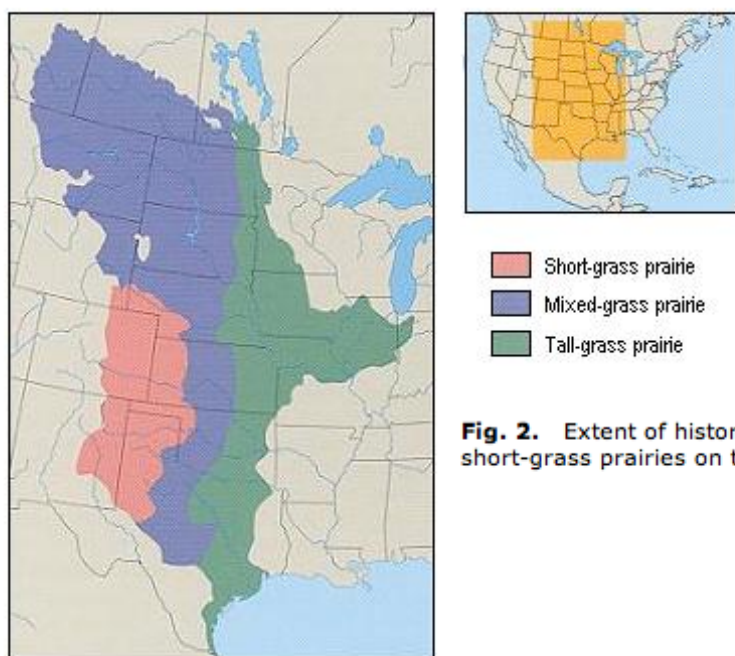 Short-grass prairie
Mixed-grass prairie
Tall-grass prairie
Fig. 2. Extent of histor
short-grass prairies on t